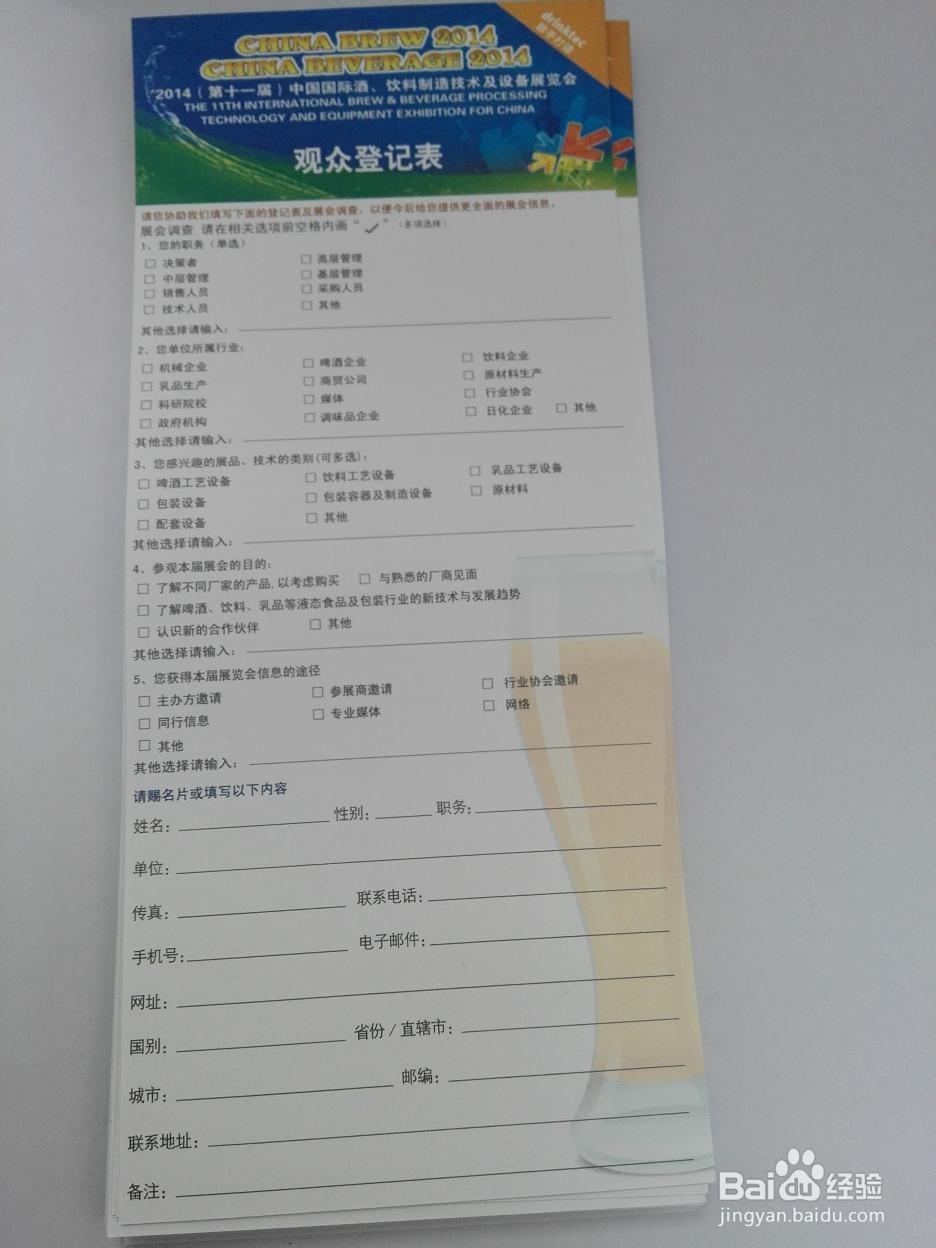 CHINA BREW 2014
CHINA BEVERAGE 2014
drinktec
联手打造
2014（第十一届）中国国际酒、饮料制造技术及设备展览会
THE 11TH INTERNATIONAL BREW & BEVERAGE PROCESSING
TECHNOLOGY AND EQUIPMENT EXHIBITION FOR CHINA
观众登记表
请您协助我们填写下面的登记表及展会调查，以便今后给您提供更全面的展会信息。
展会调查 请在相关选项前空格内画“✓”（多项选择）
1、您的职务（单选）
□ 决策者 □ 高层管理
□ 中层管理 □ 基层管理
□ 销售人员 □ 采购人员
□ 技术人员 □ 其他
其他选择请输入：
2、您单位所属行业：
□ 机械企业 □ 啤酒企业 □ 饮料企业
□ 乳品生产 □ 商贸公司 □ 原材料生产
□ 科研院校 □ 媒体 □ 行业协会
□ 政府机构 □ 调味品企业 □ 日化企业 □ 其他
其他选择请输入：
3、您感兴趣的展品、技术的类别(可多选)：
□ 啤酒工艺设备 □ 饮料工艺设备 □ 乳品工艺设备
□ 包装设备 □ 包装容器及制造设备 □ 原材料
□ 配套设备 □ 其他
其他选择请输入：
4、参观本届展会的目的：
□ 了解不同厂家的产品,以考虑购买 □ 与熟悉的厂商见面
□ 了解啤酒、饮料、乳品等液态食品及包装行业的新技术与发展趋势
□ 认识新的合作伙伴 □ 其他
其他选择请输入：
5、您获得本届展览会信息的途径
□ 主办方邀请 □ 参展商邀请 □ 行业协会邀请
□ 同行信息 □ 专业媒体 □ 网络
□ 其他
其他选择请输入：
请赐名片或填写以下内容
姓名： 性别： 职务：
单位：
传真： 联系电话：
手机号： 电子邮件：
网址：
国别： 省份／直辖市：
城市： 邮编：
联系地址：
备注：
Baidu经验
jingyan.baidu.com